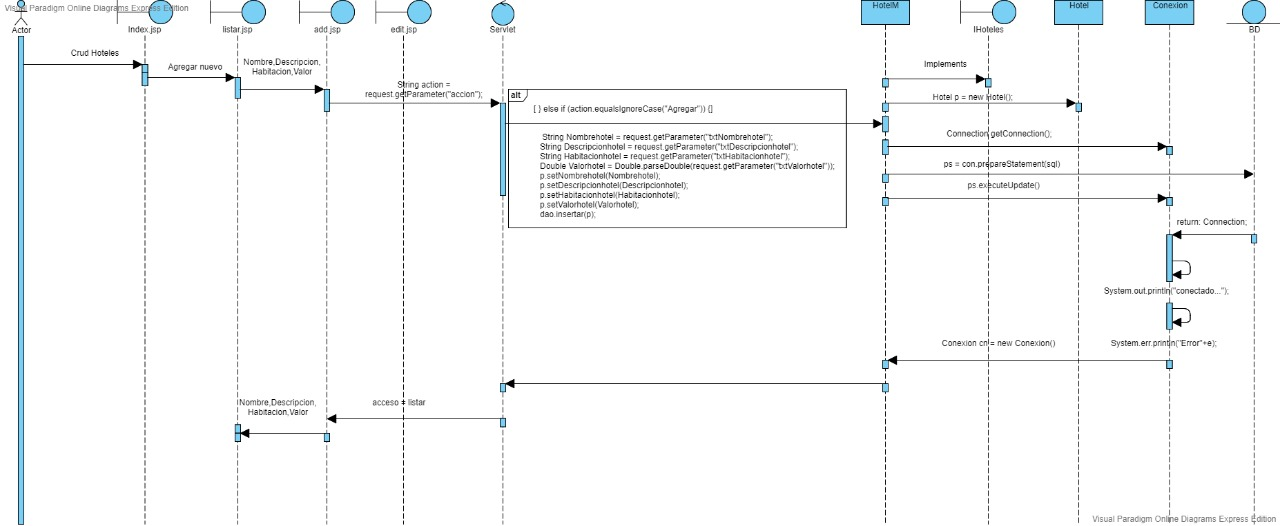 Visual Paradigm Online Diagrams Express Edition
HotelM
Hotel
Conexion
Actor
Index.jsp
listar.jsp
add.jsp
edit.jsp
Servlet
IHoteles
BD
Crud Hoteles
Agregar nuevo
Nombre,Descripcion,
Habitacion,Valor
String action =
request.getParameter("accion");
alt
[ } else if (action.equalsIgnoreCase("Agregar")) {]
String Nombrehotel = request.getParameter("txtNombrehotel");
String Descripcionhotel = request.getParameter("txtDescripcionhotel");
String Habitacionhotel = request.getParameter("txtHabitacionhotel");
Double Valorhotel = Double.parseDouble(request.getParameter("txtValorhotel"));
p.setNombrehotel(Nombrehotel);
p.setDescripcionhotel(Descripcionhotel);
p.setHabitacionhotel(Habitacionhotel);
p.setValorhotel(Valorhotel);
dao.insertar(p);
Implements
Hotel p = new Hotel();
Connection getConnection();
ps = con.prepareStatement(sql)
ps.executeUpdate()
return: Connection;
System.out.println("conectado...");
System.err.println("Error"+e);
Conexion cn = new Conexion()
acceso = listar
Nombre,Descripcion,
Habitacion,Valor
Visual Paradigm Online Diagrams Express Edition